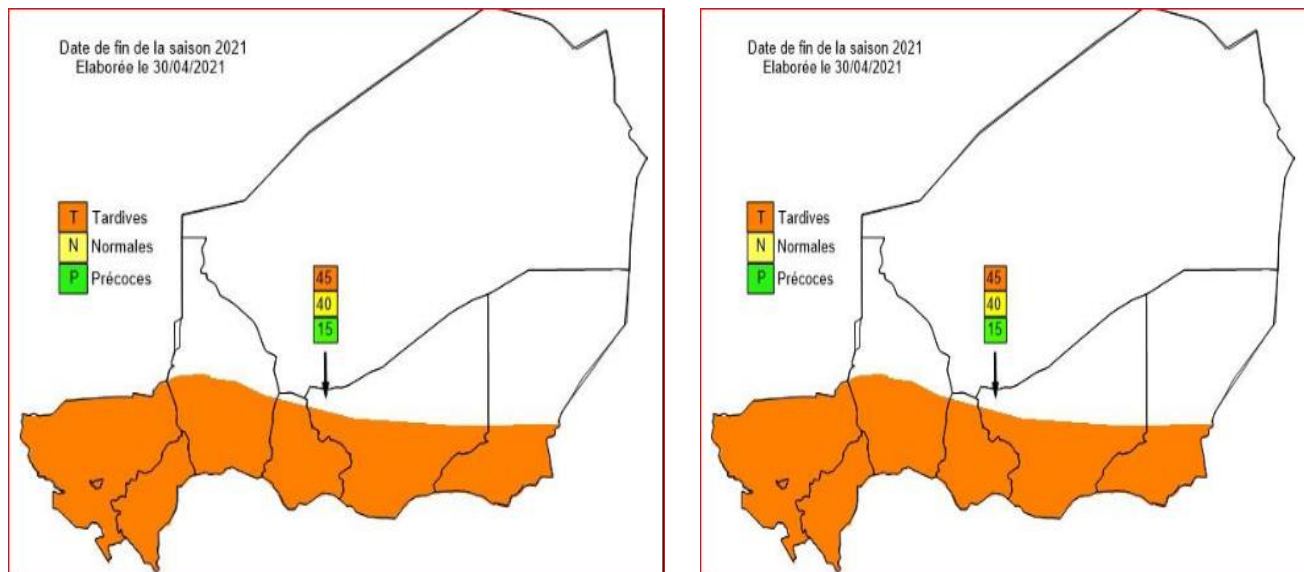 Date de fin de la saison 2021
Elaborée le 30/04/2021
T Tardives
N Normales
P Précoces
45
40
15
Date de fin de la saison 2021
Elaborée le 30/04/2021
T Tardives
N Normales
P Précoces
45
40
15